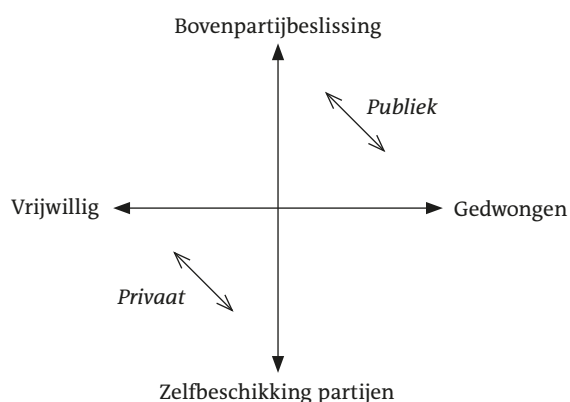 Bovenpartijbeslissing
Publiek
Vrijwillig
Gedwongen
Privaat
Zelfbeschikking partijen